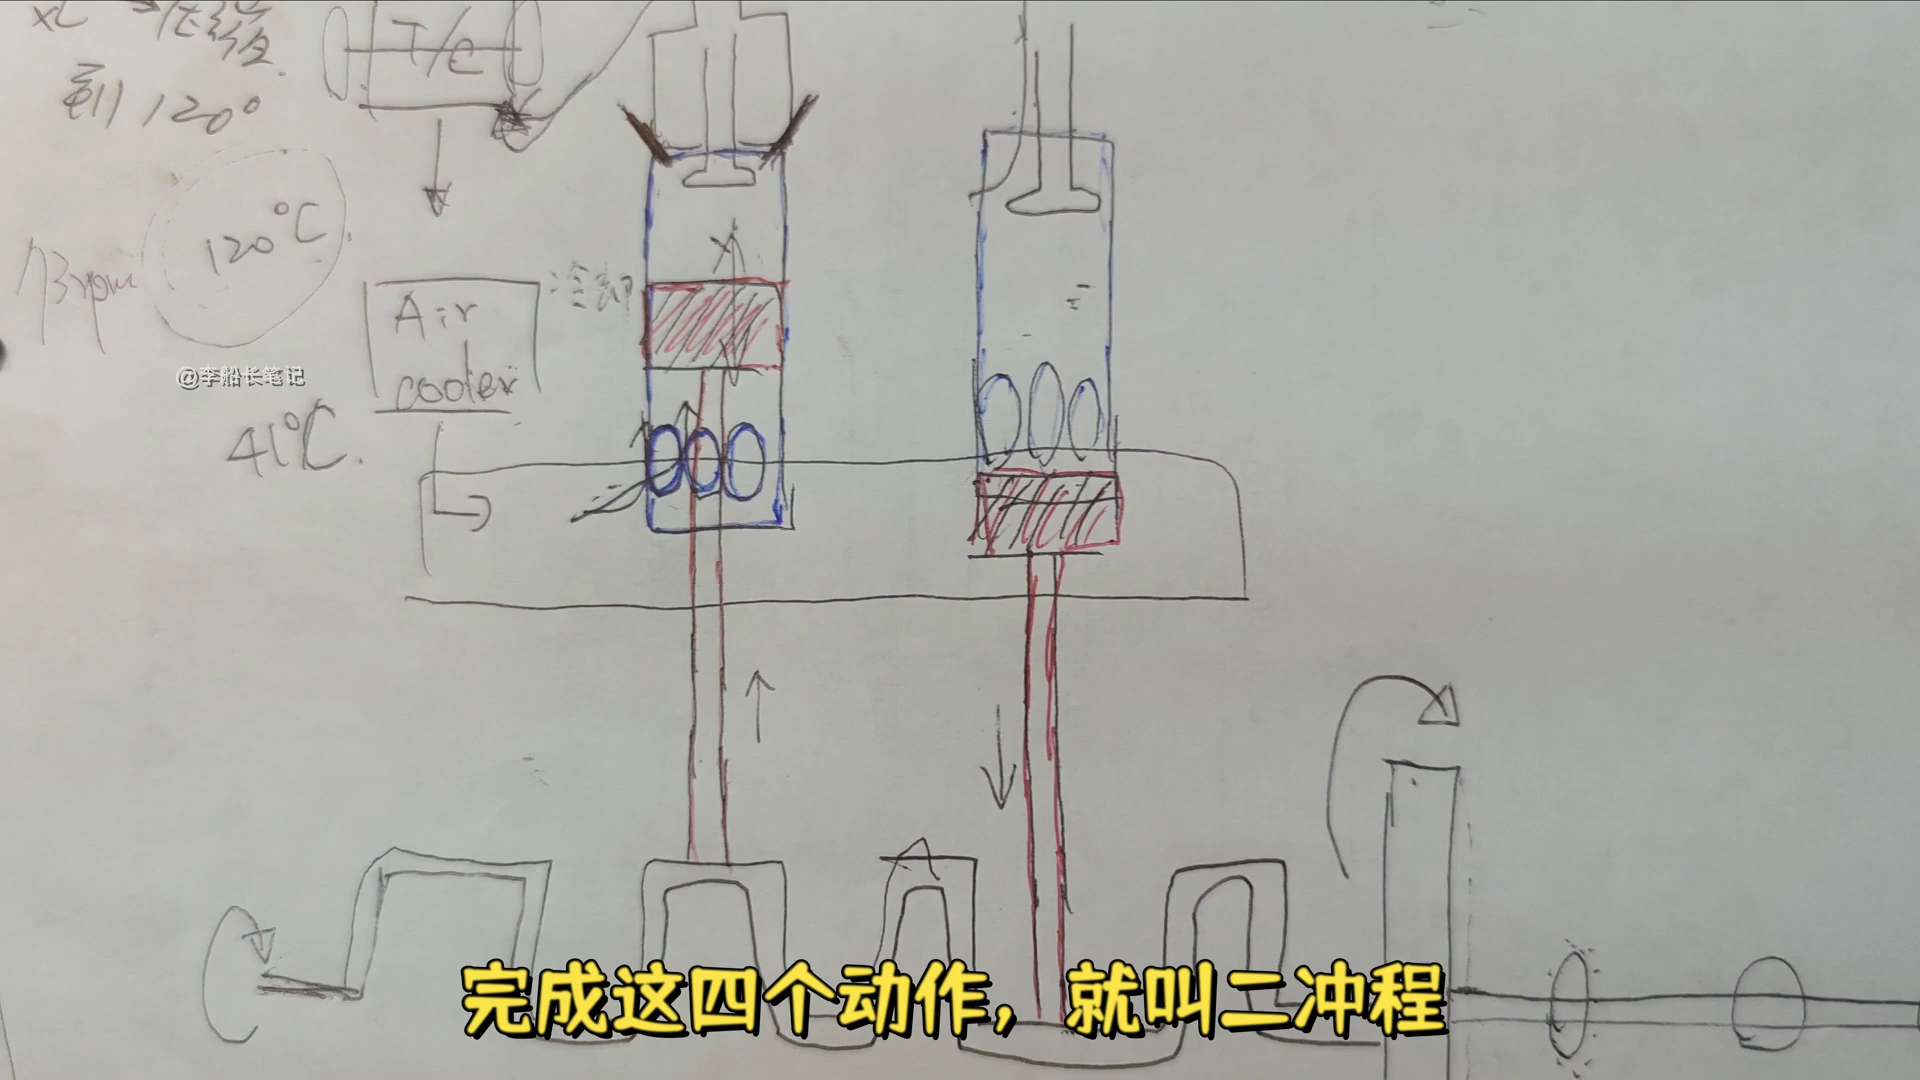 到120°
T/C
120°C
Air
cooler
冷却
@李船长笔记
41°C.
完成这四个动作，就叫二冲程